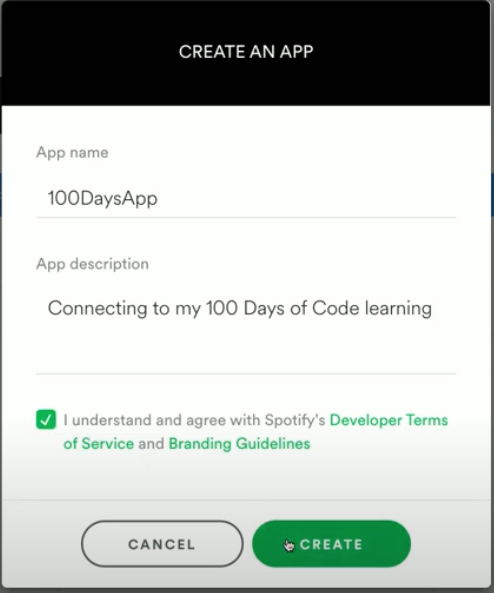 CREATE AN APP
App name
100DaysApp
App description
Connecting to my 100 Days of Code learning
I understand and agree with Spotify's Developer Terms
of Service and Branding Guidelines
CANCEL
CREATE